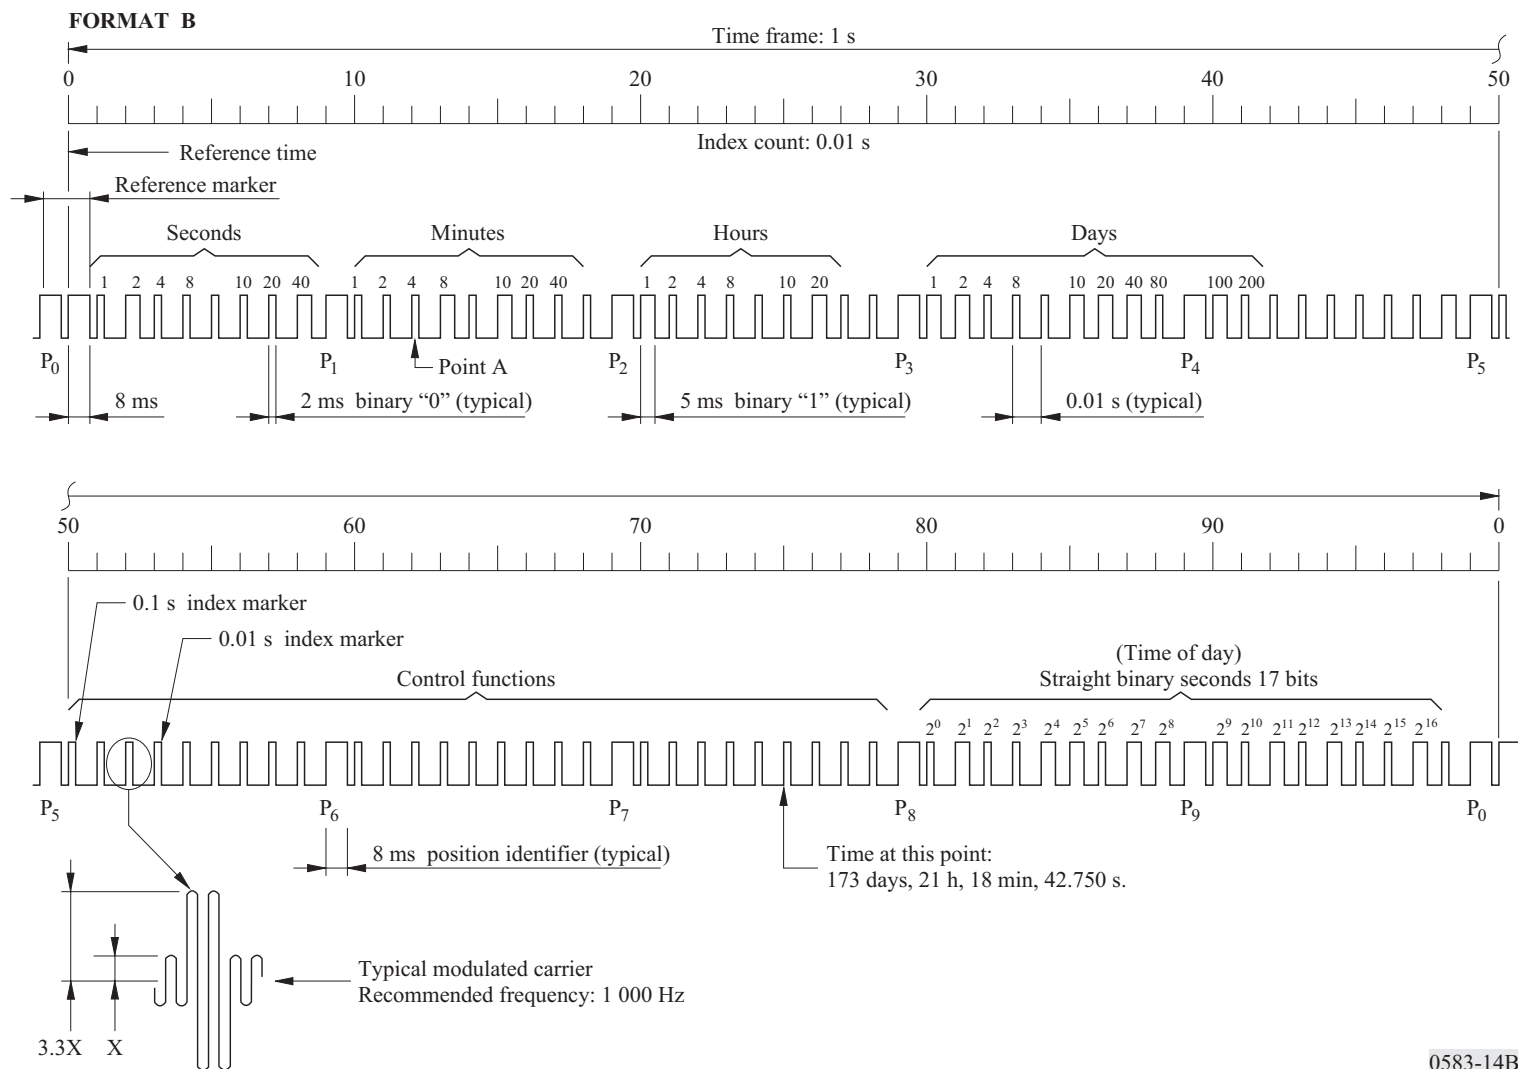 FORMAT B
Time frame: 1 s
0 10 20 30 40 50
Index count: 0.01 s
Reference time
Reference marker
Seconds Minutes Hours Days
1 2 4 8 10 20 40 1 2 4 8 10 20 40 1 2 4 8 10 20 1 2 4 8 10 20 40 80 100 200
P0 P1 Point A P2 P3 P4 P5
8 ms 2 ms binary “0” (typical) 5 ms binary “1” (typical) 0.01 s (typical)
50 60 70 80 90 0
0.1 s index marker
0.01 s index marker
Control functions
(Time of day)
Straight binary seconds 17 bits
2^0 2^1 2^2 2^3 2^4 2^5 2^6 2^7 2^8 2^9 2^10 2^11 2^12 2^13 2^14 2^15 2^16
P5 P6 P7 P8 P9 P0
8 ms position identifier (typical)
Time at this point:
173 days, 21 h, 18 min, 42.750 s.
Typical modulated carrier
Recommended frequency: 1 000 Hz
3.3X X
0583-14B